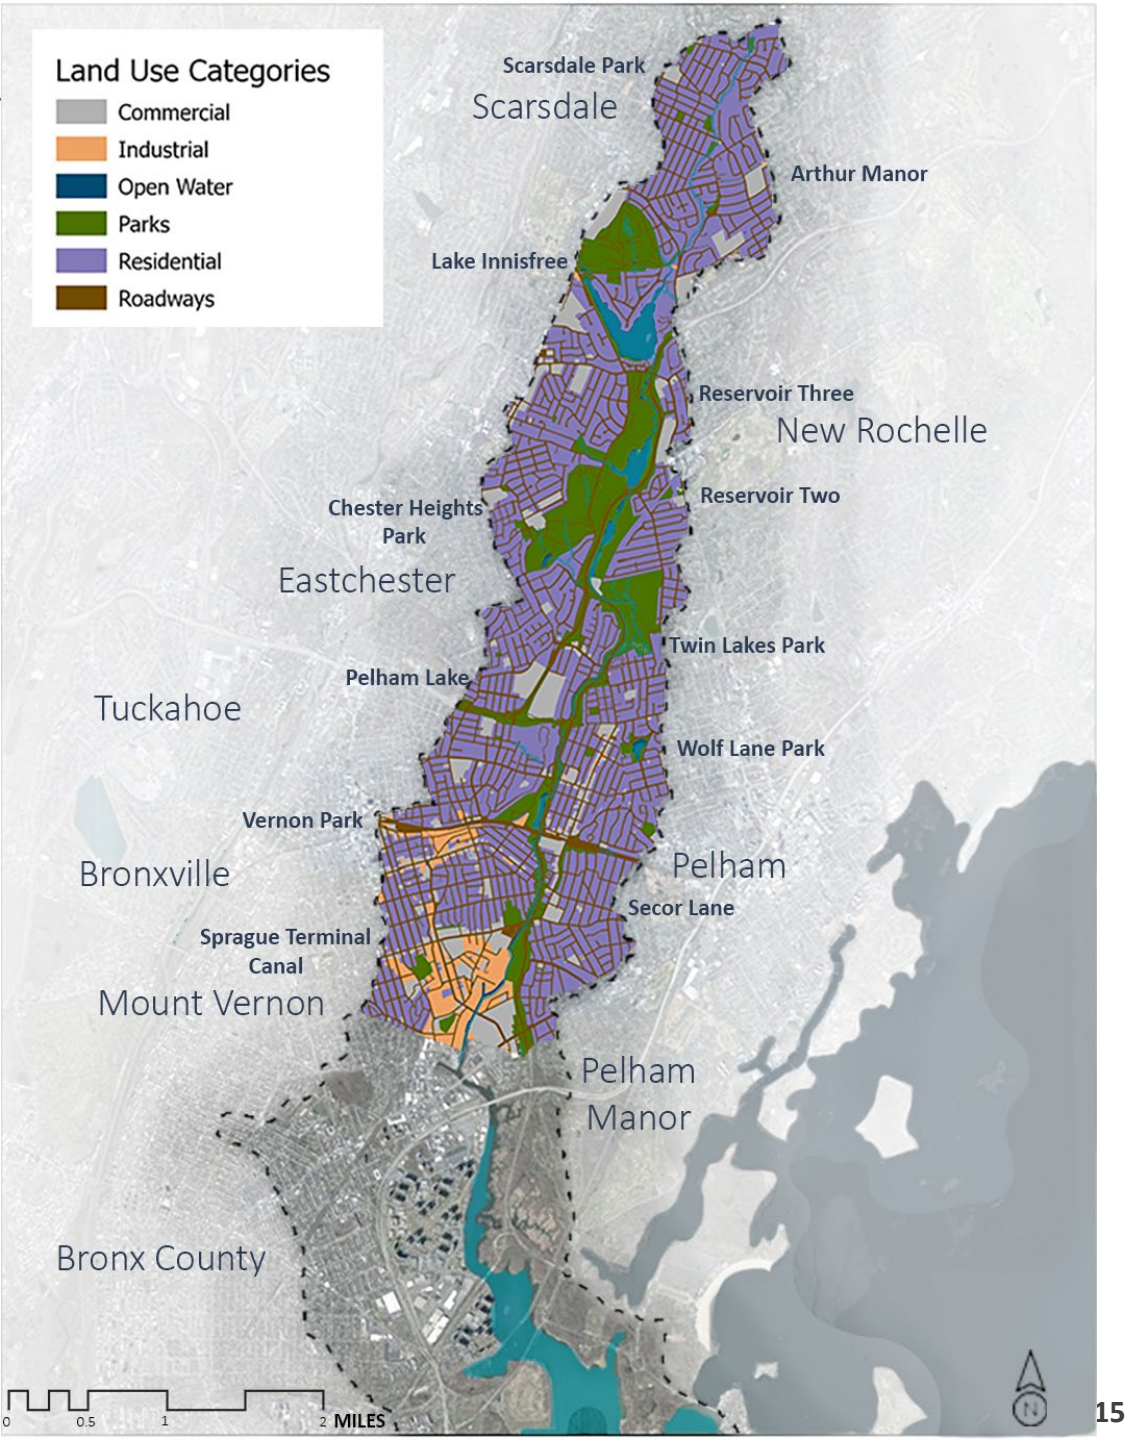 Land Use Categories
Commercial
Industrial
Open Water
Parks
Residential
Roadways
Scarsdale Park
Scarsdale
Arthur Manor
Lake Innisfree
Reservoir Three
New Rochelle
Reservoir Two
Chester Heights
Park
Eastchester
Twin Lakes Park
Pelham Lake
Tuckahoe
Wolf Lane Park
Vernon Park
Pelham
Bronxville
Secor Lane
Sprague Terminal
Canal
Mount Vernon
Pelham
Manor
Bronx County
0 0.5 1 2 MILES
N
15